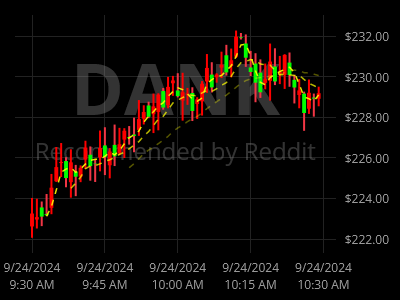 DANK
Recommended by Reddit
$232.00
$230.00
$228.00
$226.00
$224.00
$222.00
9/24/2024 9/24/2024 9/24/2024 9/24/2024 9/24/2024
9:30 AM 9:45 AM 10:00 AM 10:15 AM 10:30 AM